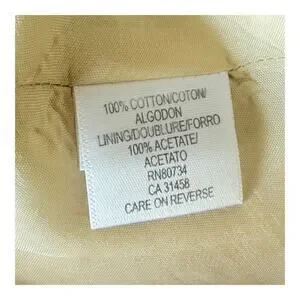 100% COTTON/COTON/
ALGODON
LINING/DOUBLURE/FORRO
100% ACETATE/
ACETATO
RN80734
CA 31458
CARE ON REVERSE